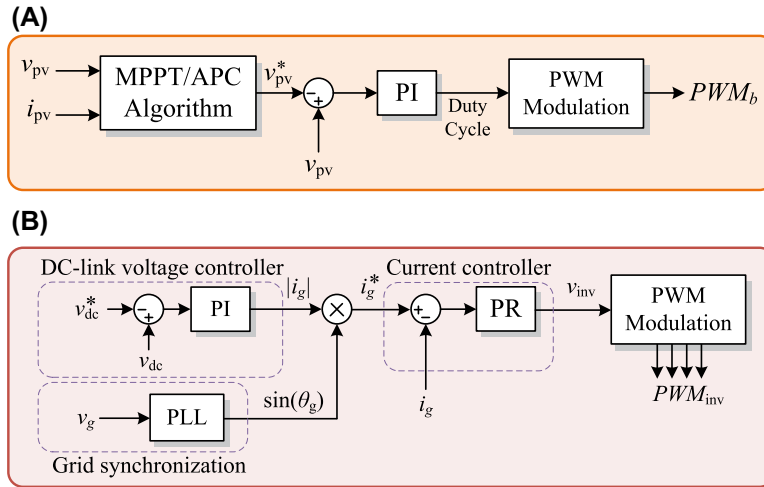 (A)
v_pv
i_pv
MPPT/APC
Algorithm
v*_pv
−
+
v_pv
PI
Duty
Cycle
PWM
Modulation
PWM_b
(B)
DC-link voltage controller
v*_dc
−
+
v_dc
PI
|i_g|
×
i_g*
Current controller
+
−
i_g
PR
v_inv
PWM
Modulation
PWM_inv
v_g
PLL
sin(θ_g)
Grid synchronization